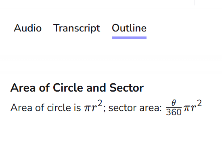 Audio Transcript Outline
Area of Circle and Sector
Area of circle is πr²; sector area: θ/360 πr²